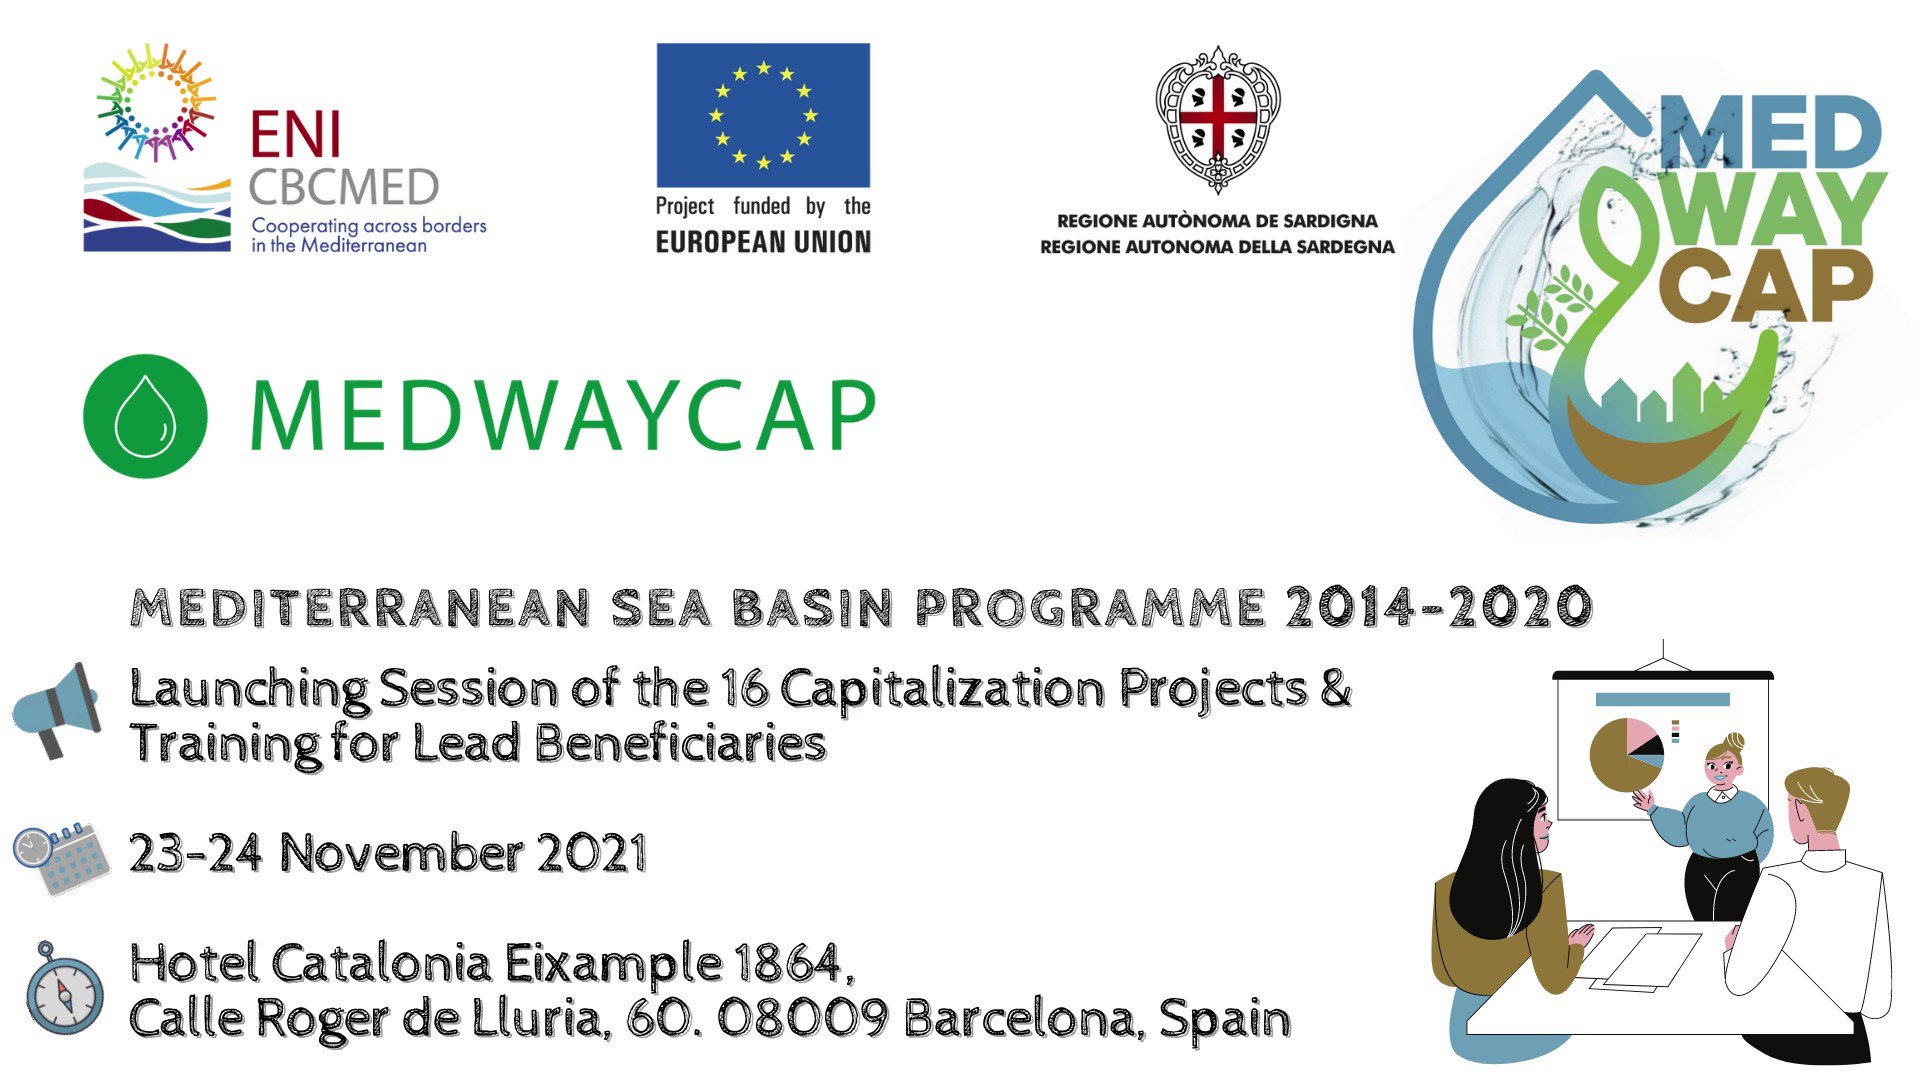 ENI
CBCMED
Cooperating across borders
in the Mediterranean
Project funded by the
EUROPEAN UNION
REGIONE AUTÒNOMA DE SARDIGNA
REGIONE AUTONOMA DELLA SARDEGNA
MED
WAY
CAP
MEDWAYCAP
MEDITERRANEAN SEA BASIN PROGRAMME 2014-2020
Launching Session of the 16 Capitalization Projects &
Training for Lead Beneficiaries
23-24 November 2021
Hotel Catalonia Eixample 1864,
Calle Roger de Lluria, 60. 08009 Barcelona, Spain